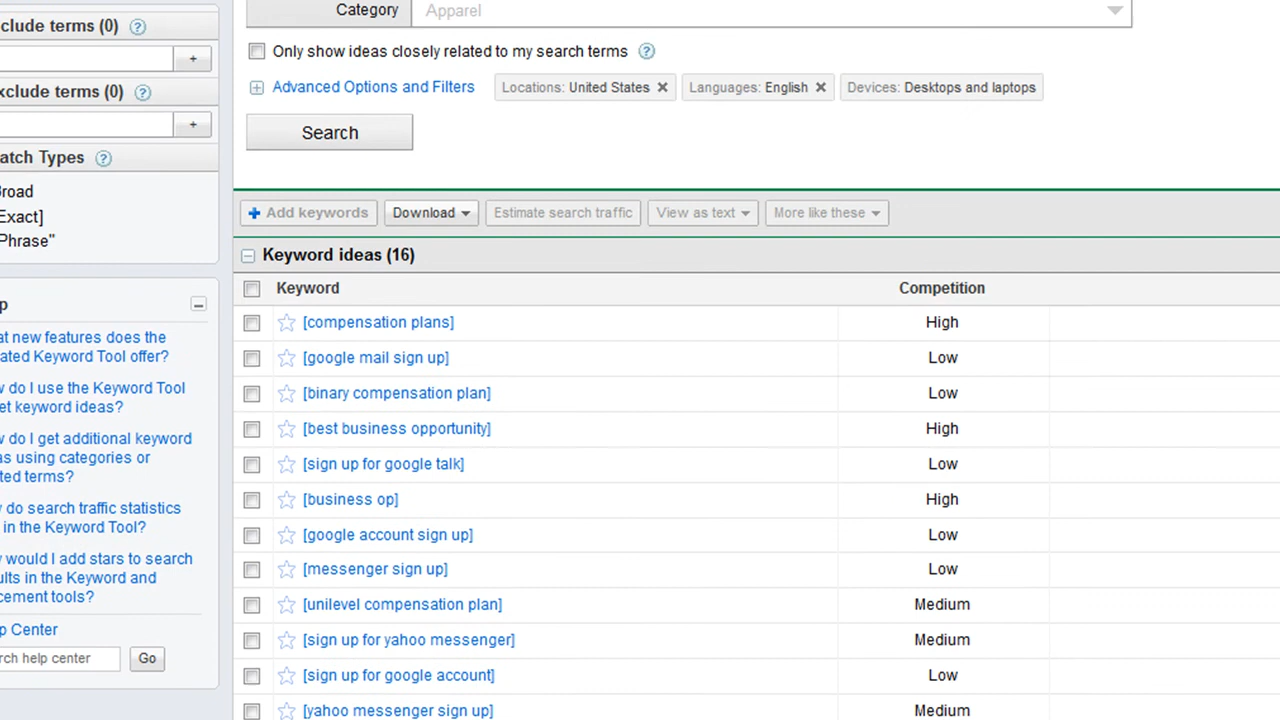 Category Apparel
clude terms (0) ?
Only show ideas closely related to my search terms ?
+
Advanced Options and Filters Locations: United States × Languages: English × Devices: Desktops and laptops
xclude terms (0) ?
+
Search
atch Types ?
road
Exact]
Phrase"
Add keywords Download Estimate search traffic View as text More like these
Keyword ideas (16)
Keyword Competition
[compensation plans] High
[google mail sign up] Low
[binary compensation plan] Low
[best business opportunity] High
[sign up for google talk] Low
[business op] High
[google account sign up] Low
[messenger sign up] Low
[unilevel compensation plan] Medium
[sign up for yahoo messenger] Medium
[sign up for google account] Low
[yahoo messenger sign up] Medium
p
at new features does the
ated Keyword Tool offer?
w do I use the Keyword Tool
et keyword ideas?
w do I get additional keyword
as using categories or
ted terms?
w do search traffic statistics
in the Keyword Tool?
w would I add stars to search
ults in the Keyword and
cement tools?
p Center
rch help center Go